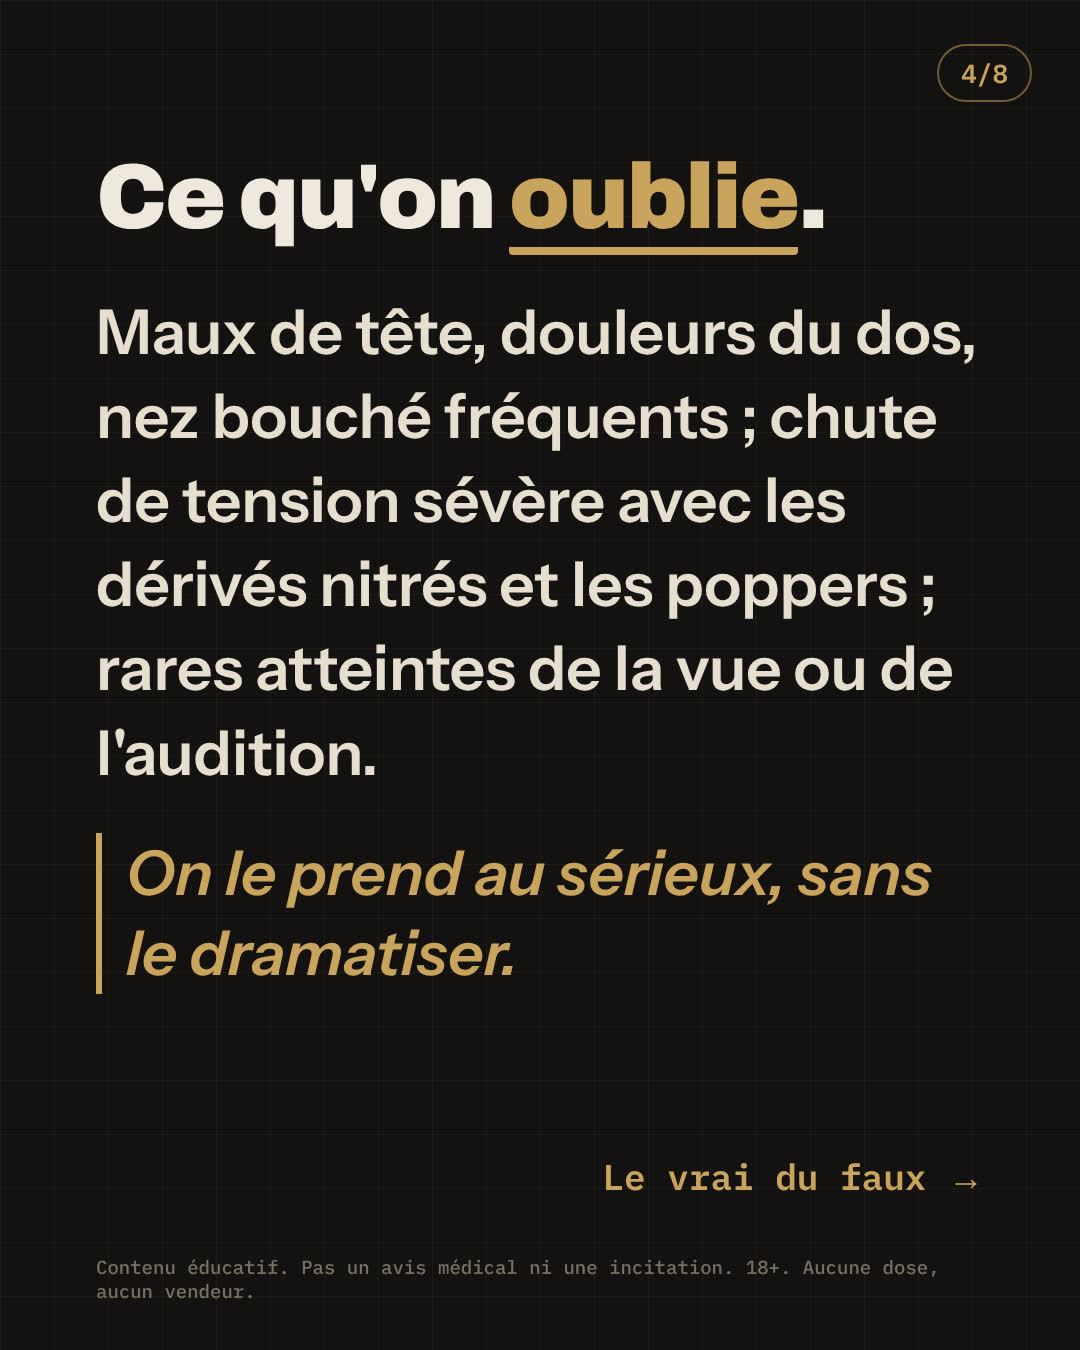 4/8
Ce qu'on oublie.
Maux de tête, douleurs du dos,
nez bouché fréquents ; chute
de tension sévère avec les
dérivés nitrés et les poppers ;
rares atteintes de la vue ou de
l'audition.
On le prend au sérieux, sans
le dramatiser.
Le vrai du faux →
Contenu éducatif. Pas un avis médical ni une incitation. 18+. Aucune dose,
aucun vendeur.